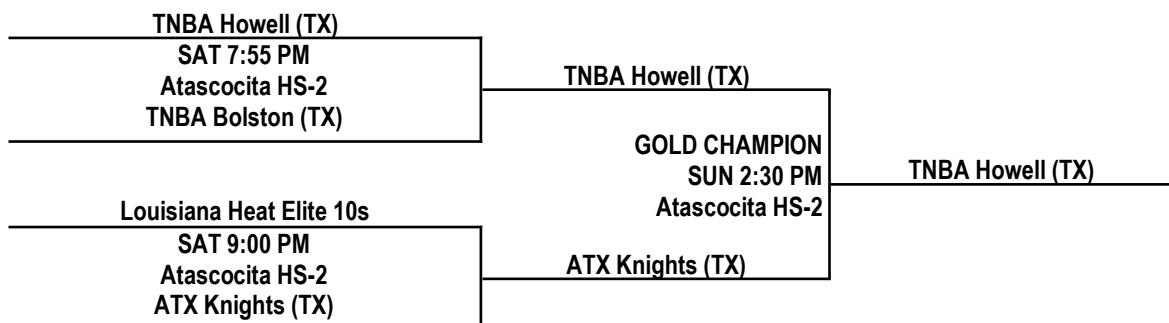 TNBA Howell (TX)
SAT 7:55 PM
Atascocita HS-2
TNBA Bolston (TX)
TNBA Howell (TX)
GOLD CHAMPION
SUN 2:30 PM
Atascocita HS-2
TNBA Howell (TX)
Louisiana Heat Elite 10s
SAT 9:00 PM
Atascocita HS-2
ATX Knights (TX)
ATX Knights (TX)